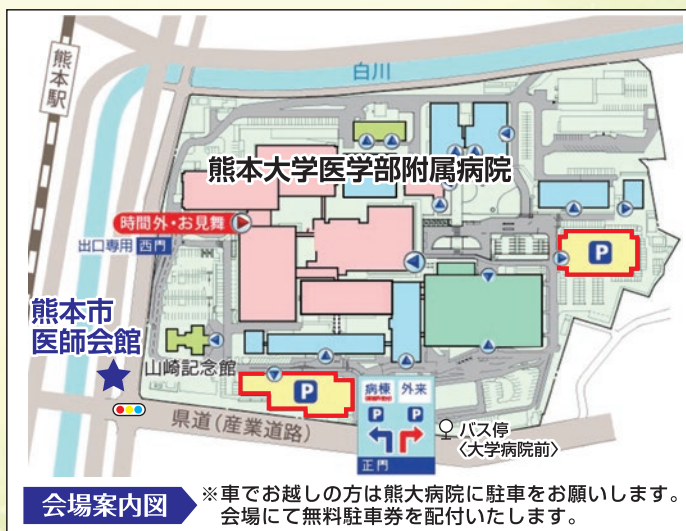 熊本駅
白川
熊本大学医学部附属病院
時間外・お見舞
出口専用 西門
P
熊本市
医師会館
山崎記念館
P
病棟 外来
P P
正門
県道(産業道路)
バス停
〈大学病院前〉
会場案内図
※車でお越しの方は熊大病院に駐車をお願いします。
会場にて無料駐車券を配付いたします。